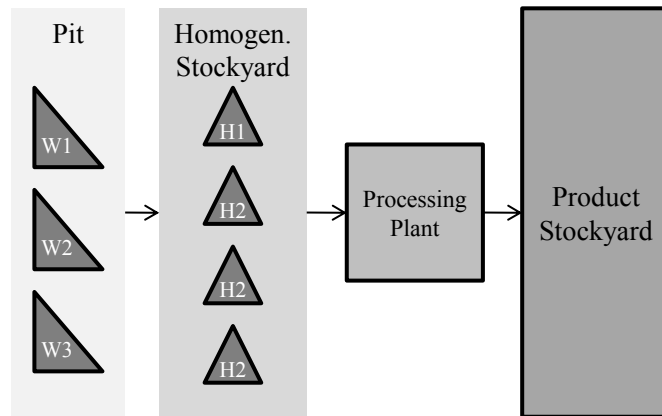 Pit
W1
W2
W3
Homogen.
Stockyard
H1
H2
H2
H2
Processing
Plant
Product
Stockyard